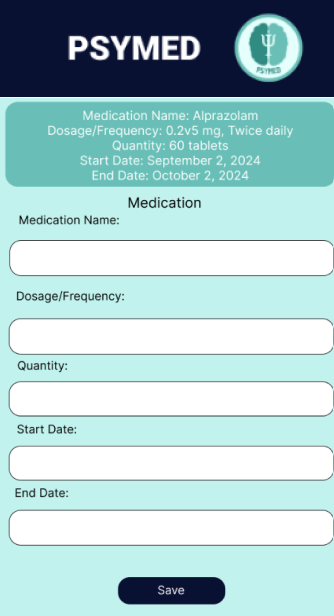 PSYMED
PSYMED
Medication Name: Alprazolam
Dosage/Frequency: 0.2v5 mg, Twice daily
Quantity: 60 tablets
Start Date: September 2, 2024
End Date: October 2, 2024
Medication
Medication Name:
Dosage/Frequency:
Quantity:
Start Date:
End Date:
Save